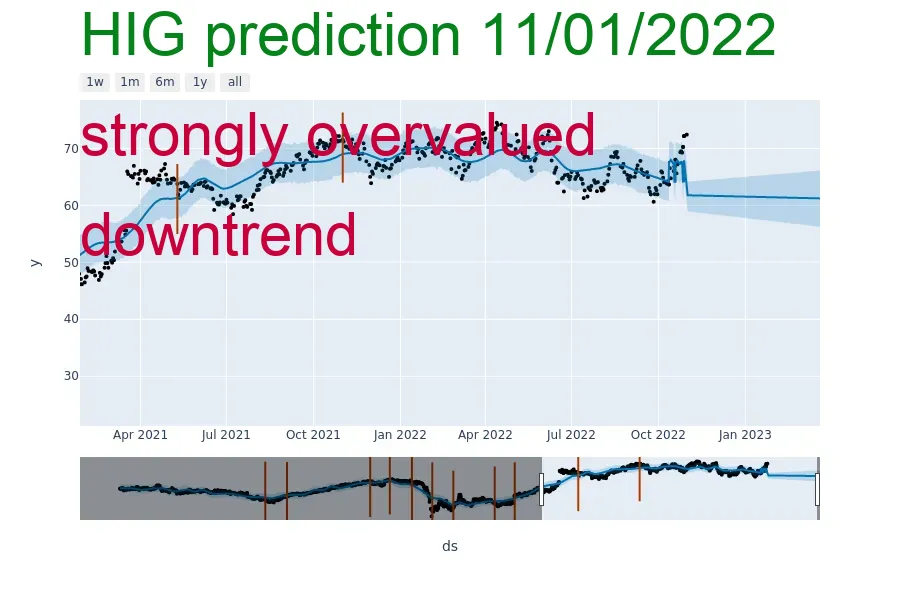 HIG prediction 11/01/2022
1w 1m 6m 1y all
strongly overvalued
70
60
downtrend
y
50
40
30
Apr 2021 Jul 2021 Oct 2021 Jan 2022 Apr 2022 Jul 2022 Oct 2022 Jan 2023
ds